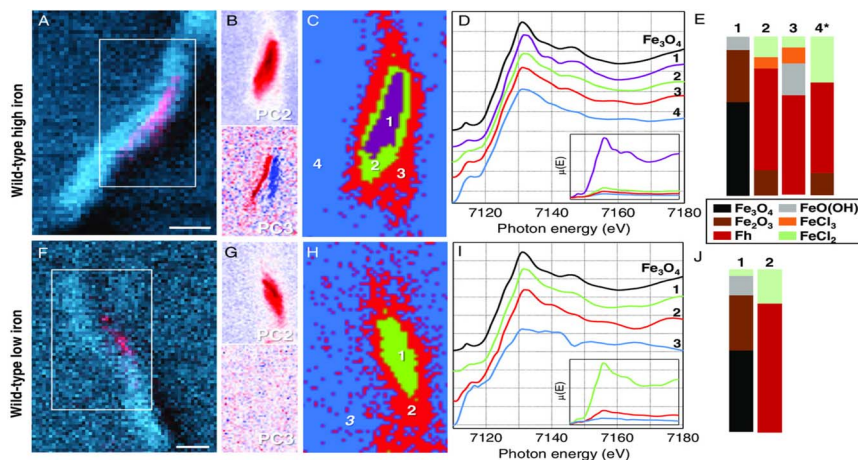 A
B
C
D
E
Wild-type high iron
PC2
PC3
1
2
3
4
Fe₃O₄
1
2
3
4
μ(E)
7120 7140 7160 7180
Photon energy (eV)
1 2 3 4*
Fe₃O₄
Fe₂O₃
Fh
FeO(OH)
FeCl₃
FeCl₂
F
G
H
I
J
Wild-type low iron
PC2
PC3
1
2
3
Fe₃O₄
1
2
3
μ(E)
7120 7140 7160 7180
Photon energy (eV)
1 2